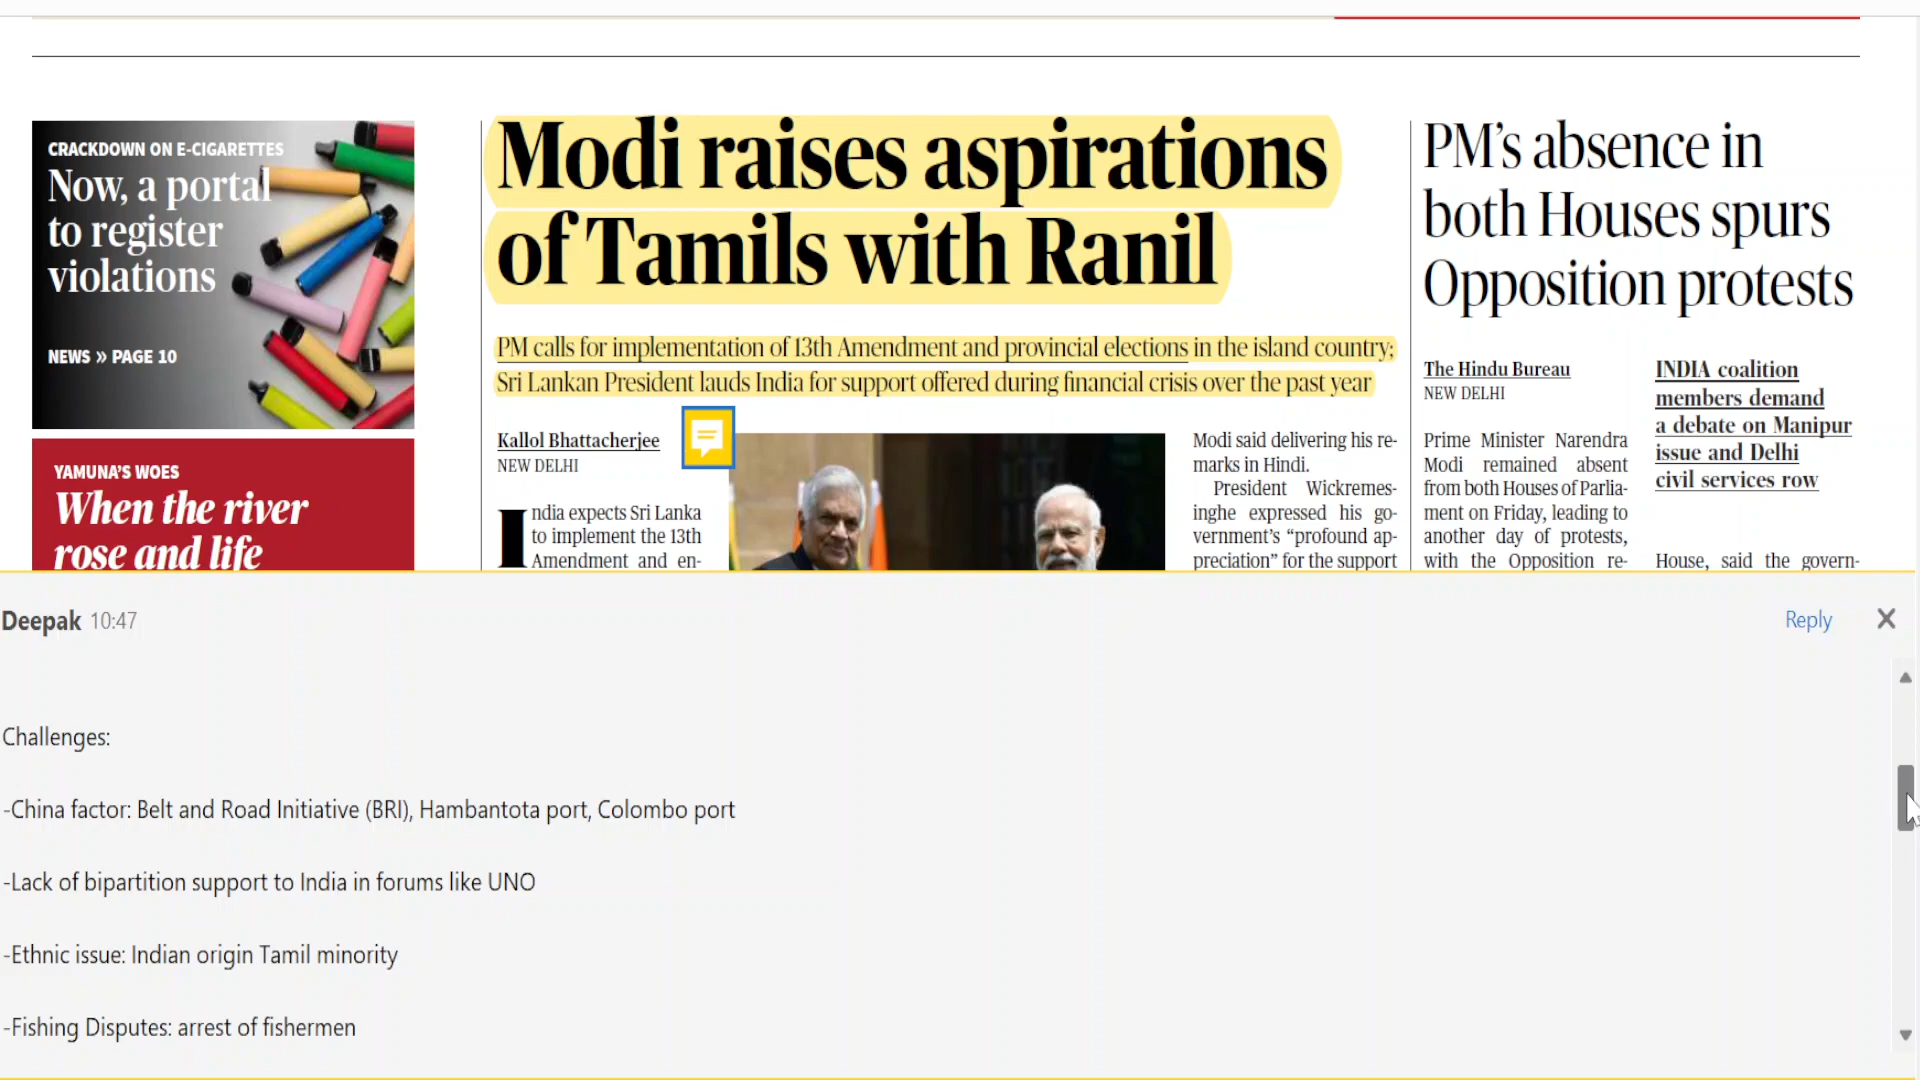 CRACKDOWN ON E-CIGARETTES
Now, a portal
to register
violations
NEWS » PAGE 10
YAMUNA'S WOES
When the river
rose and life
Modi raises aspirations
of Tamils with Ranil
PM calls for implementation of 13th Amendment and provincial elections in the island country;
Sri Lankan President lauds India for support offered during financial crisis over the past year
Kallol Bhattacherjee
NEW DELHI
India expects Sri Lanka
to implement the 13th
Amendment and en-
Modi said delivering his re-
marks in Hindi.
President Wickremes-
inghe expressed his go-
vernment's “profound ap-
preciation” for the support
PM's absence in
both Houses spurs
Opposition protests
The Hindu Bureau
NEW DELHI
Prime Minister Narendra
Modi remained absent
from both Houses of Parlia-
ment on Friday, leading to
another day of protests,
with the Opposition re-
INDIA coalition
members demand
a debate on Manipur
issue and Delhi
civil services row
House, said the govern-
Deepak 10:47
Reply
Challenges:
-China factor: Belt and Road Initiative (BRI), Hambantota port, Colombo port
-Lack of bipartition support to India in forums like UNO
-Ethnic issue: Indian origin Tamil minority
-Fishing Disputes: arrest of fishermen